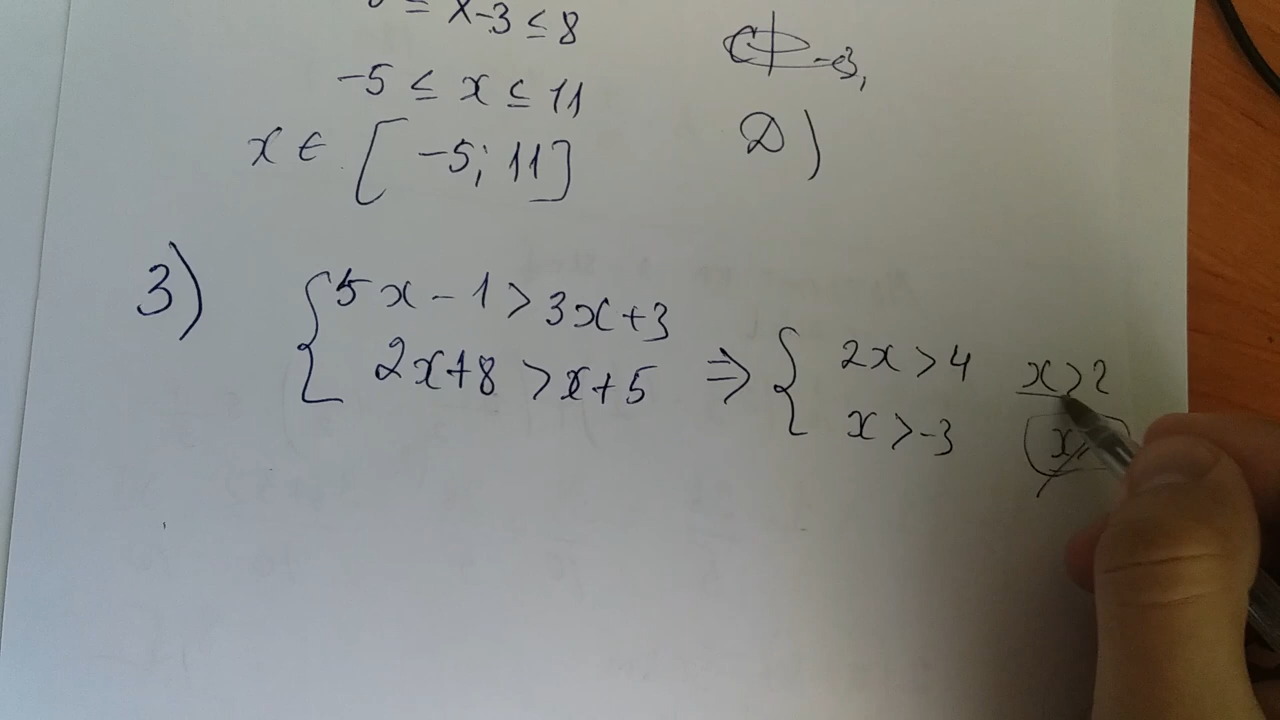 x-3 ≤ 8
-5 ≤ x ≤ 11
x ∈ [-5; 11]
D)
3) { 5x - 1 > 3x + 3
2x + 8 > x + 5 ⇒ { 2x > 4 x > 2
x > -3